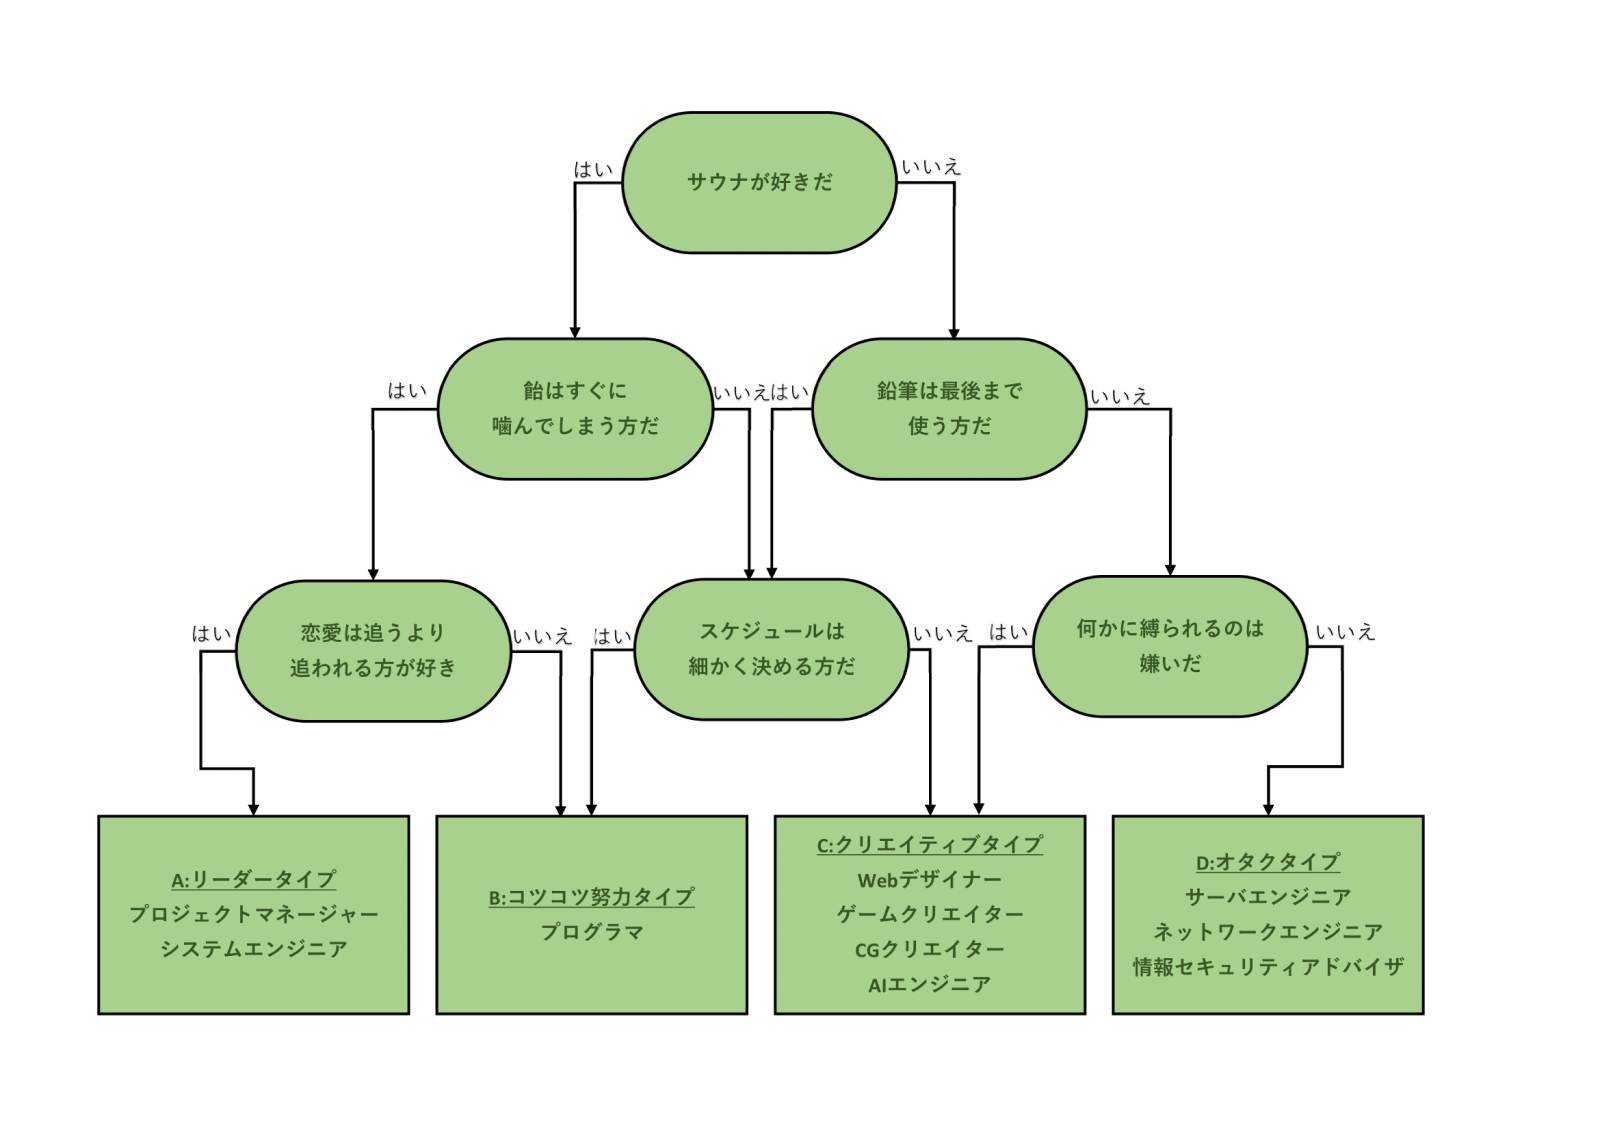 サウナが好きだ
はい
いいえ
飴はすぐに
噛んでしまう方だ
はい
いいえ
はい
鉛筆は最後まで
使う方だ
いいえ
はい
恋愛は追うより
追われる方が好き
いいえ
はい
スケジュールは
細かく決める方だ
いいえ
はい
何かに縛られるのは
嫌いだ
いいえ
A:リーダータイプ
プロジェクトマネージャー
システムエンジニア
B:コツコツ努力タイプ
プログラマ
C:クリエイティブタイプ
Webデザイナー
ゲームクリエイター
CGクリエイター
AIエンジニア
D:オタクタイプ
サーバエンジニア
ネットワークエンジニア
情報セキュリティアドバイザ